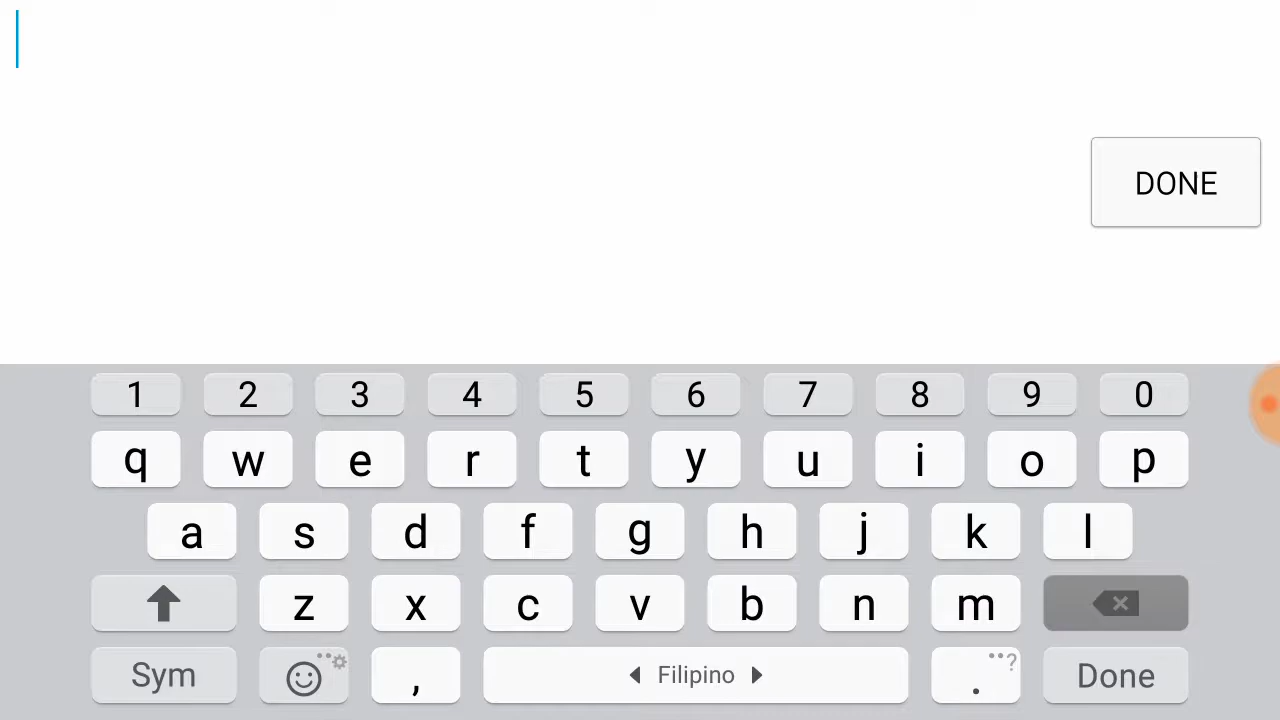 DONE
1 2 3 4 5 6 7 8 9 0
q w e r t y u i o p
a s d f g h j k l
z x c v b n m
Sym , Filipino . ? Done